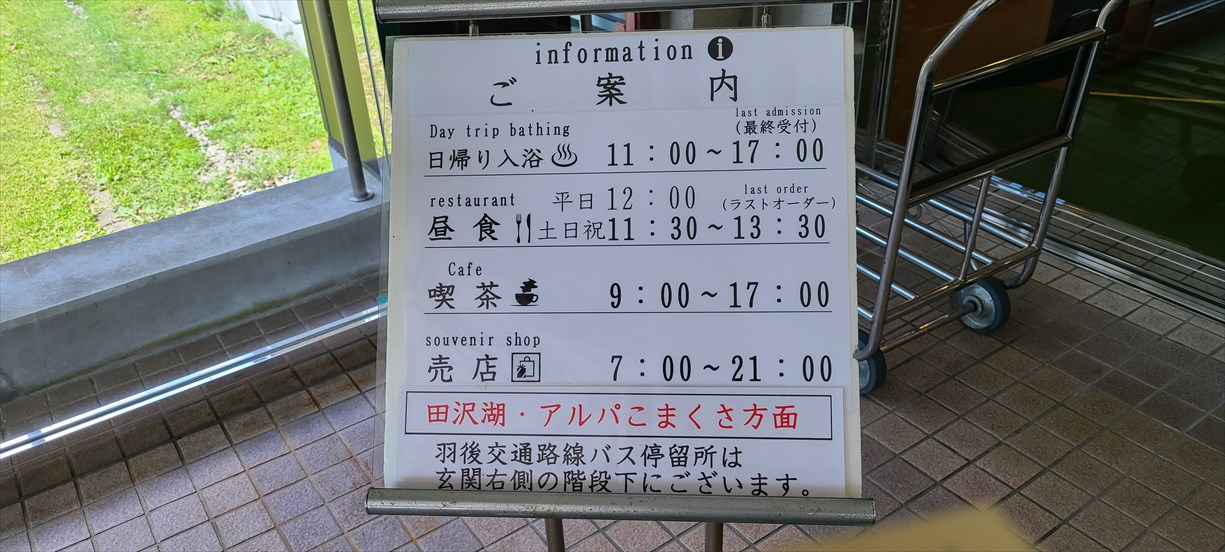 information i
ご案内
Day trip bathing last admission
日帰り入浴 11:00～17:00 (最終受付)
restaurant 平日12:00 last order
(ラストオーダー)
昼食 土日祝11:30～13:30
Cafe
喫茶 9:00～17:00
souvenir shop
売店 7:00～21:00
田沢湖・アルパこまくさ方面
羽後交通路線バス停留所は
玄関右側の階段下にございます。